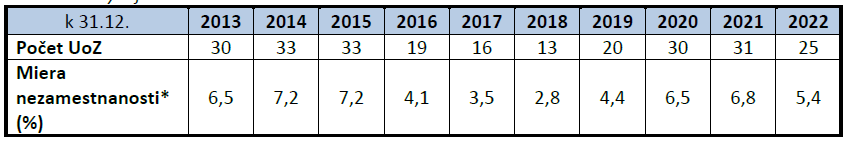 k 31.12. 2013 2014 2015 2016 2017 2018 2019 2020 2021 2022
Počet UoZ 30 33 33 19 16 13 20 30 31 25
Miera
nezamestnanosti* 6,5 7,2 7,2 4,1 3,5 2,8 4,4 6,5 6,8 5,4
(%)